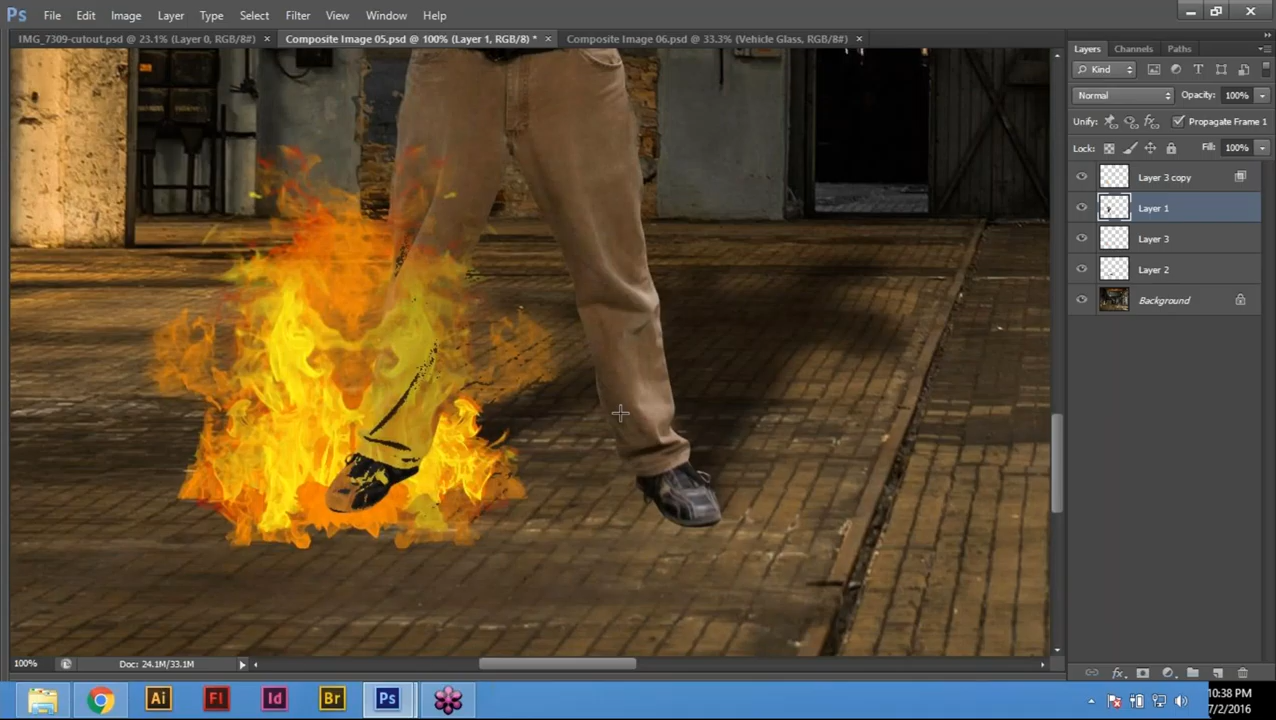 Ps File Edit Image Layer Type Select Filter View Window Help
IMG_7309-cutout.psd @ 23.1% (Layer 0, RGB/8#) × Composite Image 05.psd @ 100% (Layer 1, RGB/8) * × Composite Image 06.psd @ 33.3% (Vehicle Glass, RGB/8#) ×
Layers Channels Paths
Kind
Normal Opacity: 100%
Unify: Propagate Frame 1
Lock: Fill: 100%
Layer 3 copy
Layer 1
Layer 3
Layer 2
Background
100% Doc: 24.1M/33.1M
Ai Fl Id Br Ps
10:38 PM
7/2/2016